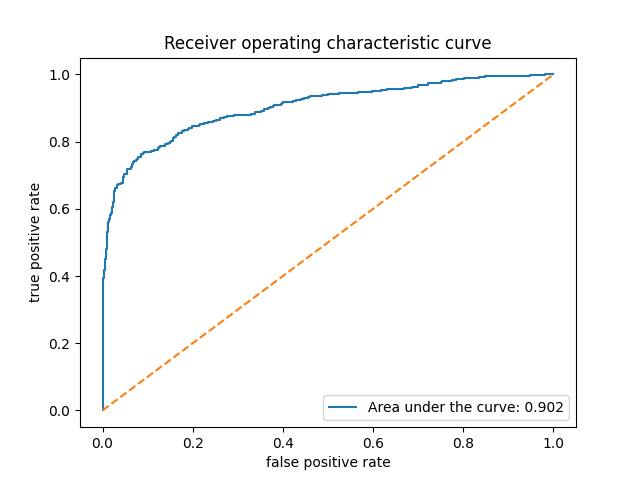 Receiver operating characteristic curve
1.0
0.8
0.6
0.4
0.2
0.0
true positive rate
0.0 0.2 0.4 0.6 0.8 1.0
false positive rate
Area under the curve: 0.902